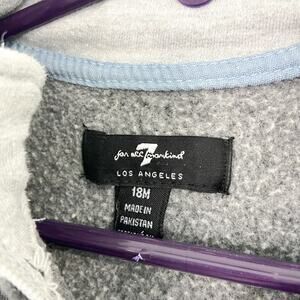 7
for all mankind
LOS ANGELES
18M
MADE IN
PAKISTAN